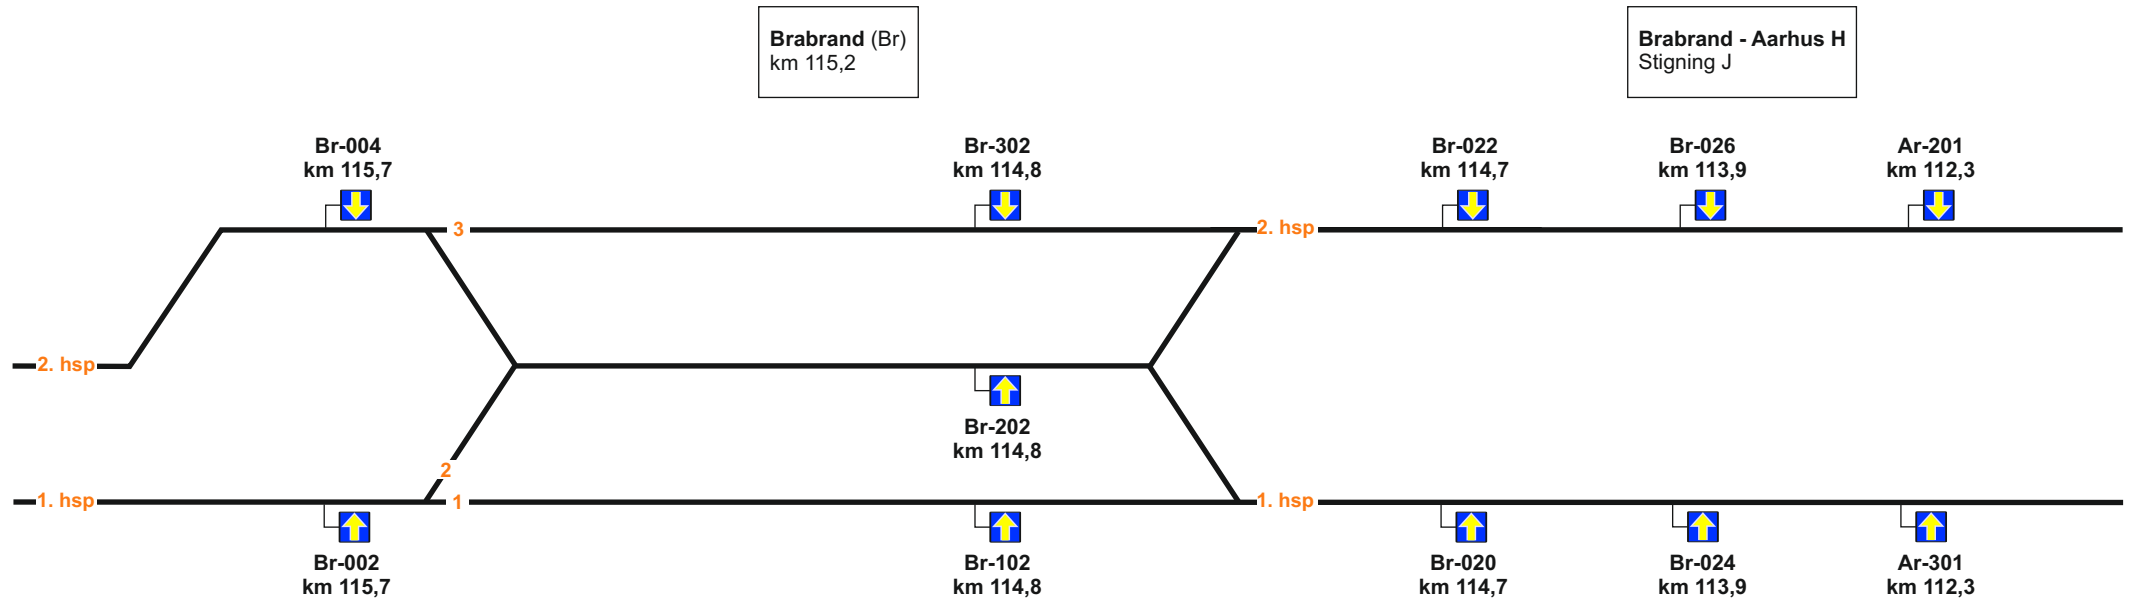 Brabrand (Br)
km 115,2
Brabrand - Aarhus H
Stigning J
Br-004
km 115,7
Br-302
km 114,8
Br-022
km 114,7
Br-026
km 113,9
Ar-201
km 112,3
3
2. hsp
2. hsp
Br-202
km 114,8
2
1. hsp
1
1. hsp
Br-002
km 115,7
Br-102
km 114,8
Br-020
km 114,7
Br-024
km 113,9
Ar-301
km 112,3